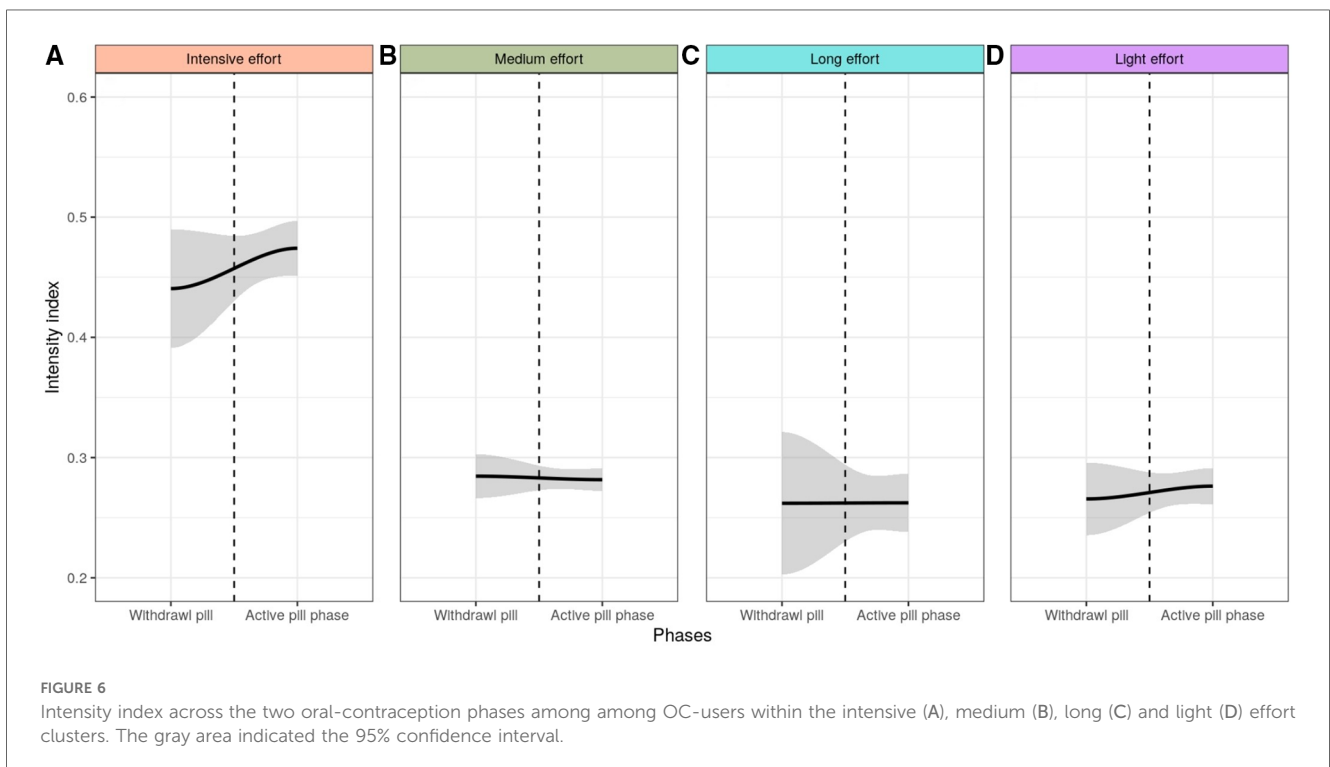 A Intensive effort B Medium effort C Long effort D Light effort
0.6
0.5
0.4
0.3
0.2
Intensity index
Withdrawl pill Active pill phase Withdrawl pill Active pill phase Withdrawl pill Active pill phase Withdrawl pill Active pill phase
Phases
FIGURE 6
Intensity index across the two oral-contraception phases among among OC-users within the intensive (A), medium (B), long (C) and light (D) effort
clusters. The gray area indicated the 95% confidence interval.